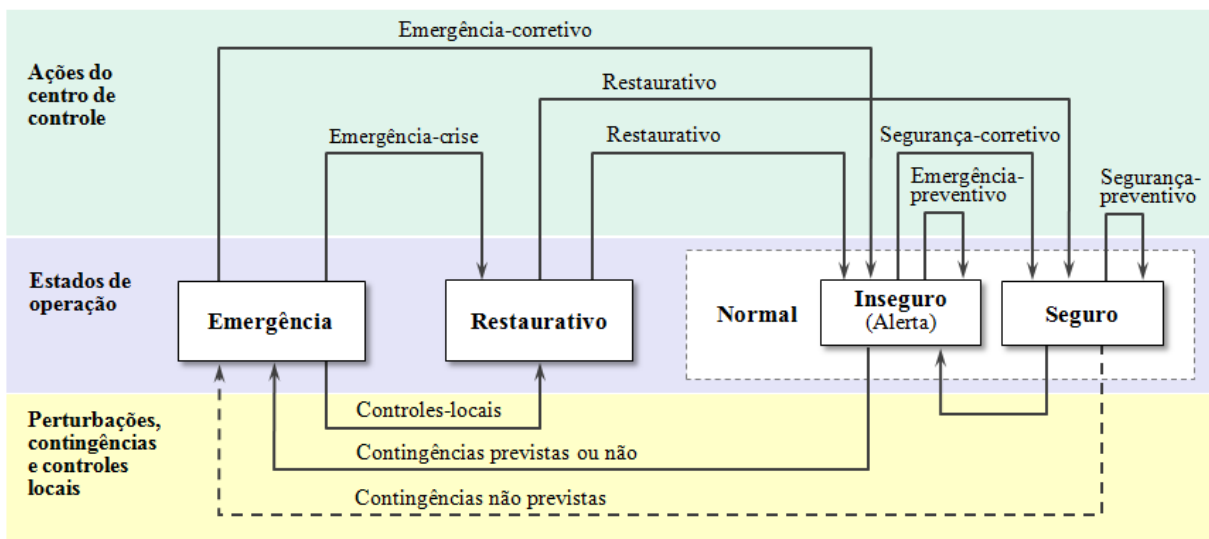 Emergência-corretivo
Ações do
centro de
controle
Restaurativo
Emergência-crise
Restaurativo
Segurança-corretivo
Emergência-
preventivo
Segurança-
preventivo
Estados de
operação
Emergência
Restaurativo
Normal
Inseguro
(Alerta)
Seguro
Perturbações,
contingências
e controles
locais
Controles-locais
Contingências previstas ou não
Contingências não previstas